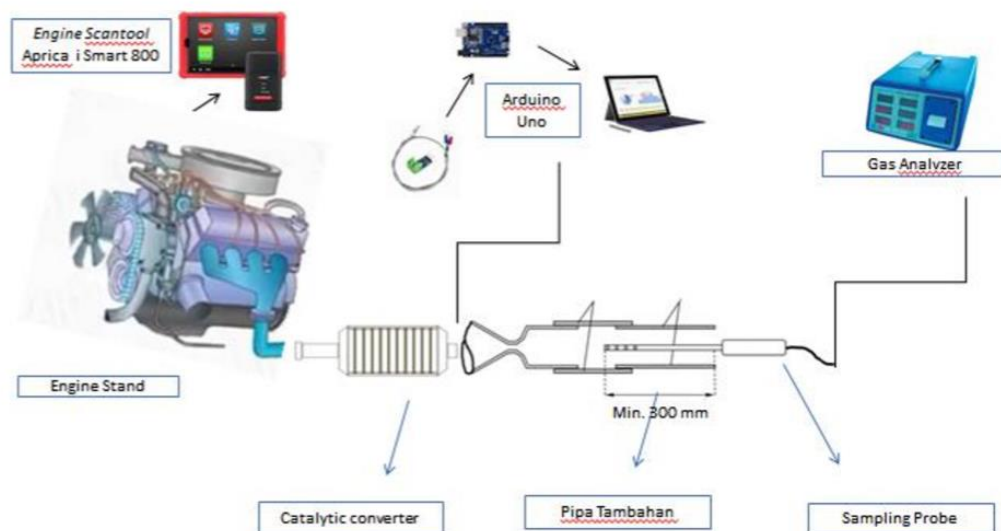 Engine Scantool
Aprica i Smart 800
Arduino
Uno
Gas Analyzer
Engine Stand
Min. 300 mm
Catalytic converter
Pipa Tambahan
Sampling Probe